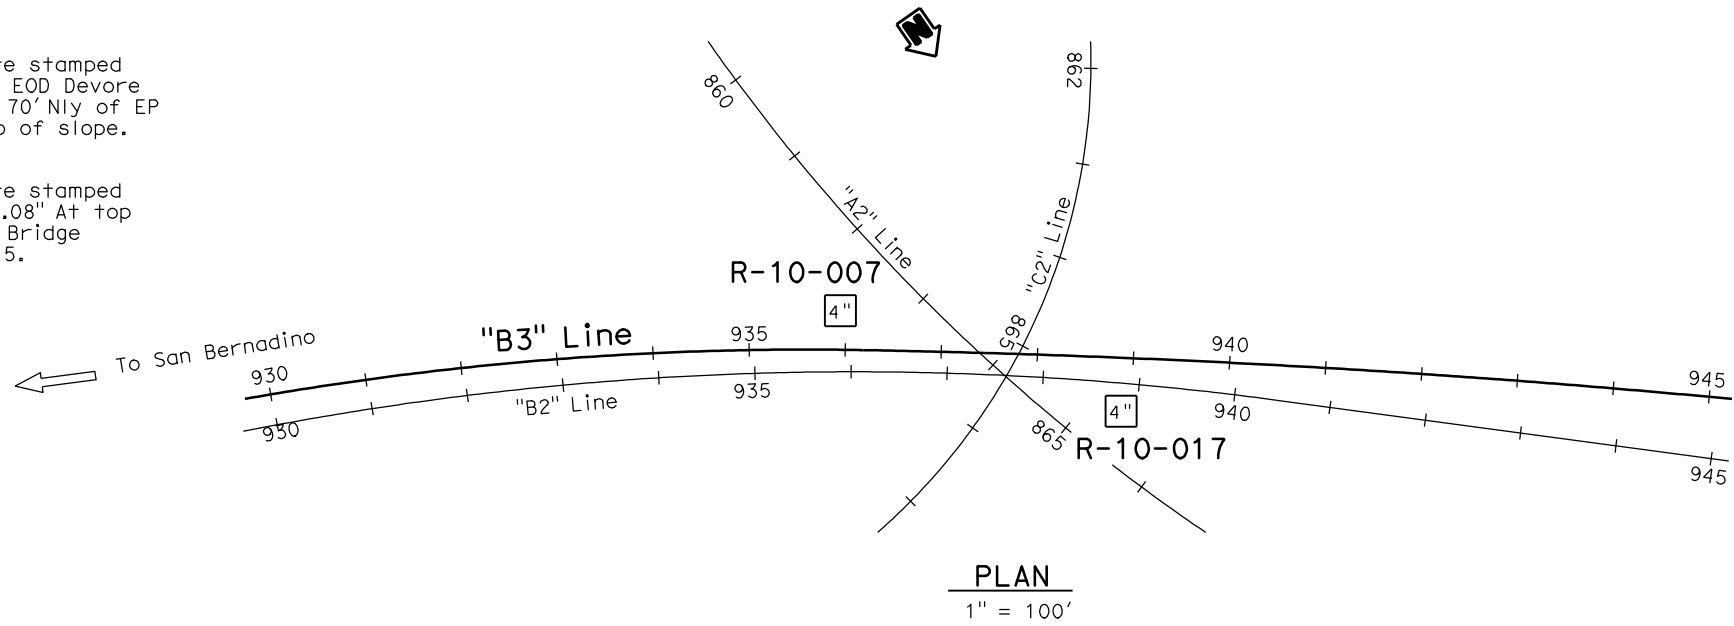 re stamped
EOD Devore
70' Nly of EP
of slope.
re stamped
.08" At top
Bridge
5.
N
860
862
"A2" Line
"C2" Line
R-10-007
4"
865
"B3" Line
935
940
945
To San Bernadino
930
"B2" Line
935
4"
940
930
865
R-10-017
945
PLAN
1" = 100'